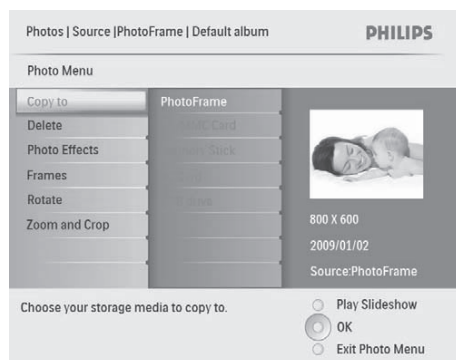 Photos | Source |PhotoFrame | Default album
PHILIPS
Photo Menu
Copy to
Delete
Photo Effects
Frames
Rotate
Zoom and Crop
PhotoFrame
Card
Stick
800 X 600
2009/01/02
Source:PhotoFrame
Choose your storage media to copy to.
Play Slideshow
OK
Exit Photo Menu